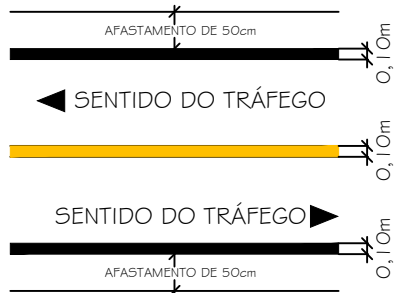 AFASTAMENTO DE 50cm
0,10m
SENTIDO DO TRÁFEGO
0,10m
SENTIDO DO TRÁFEGO
0,10m
AFASTAMENTO DE 50cm